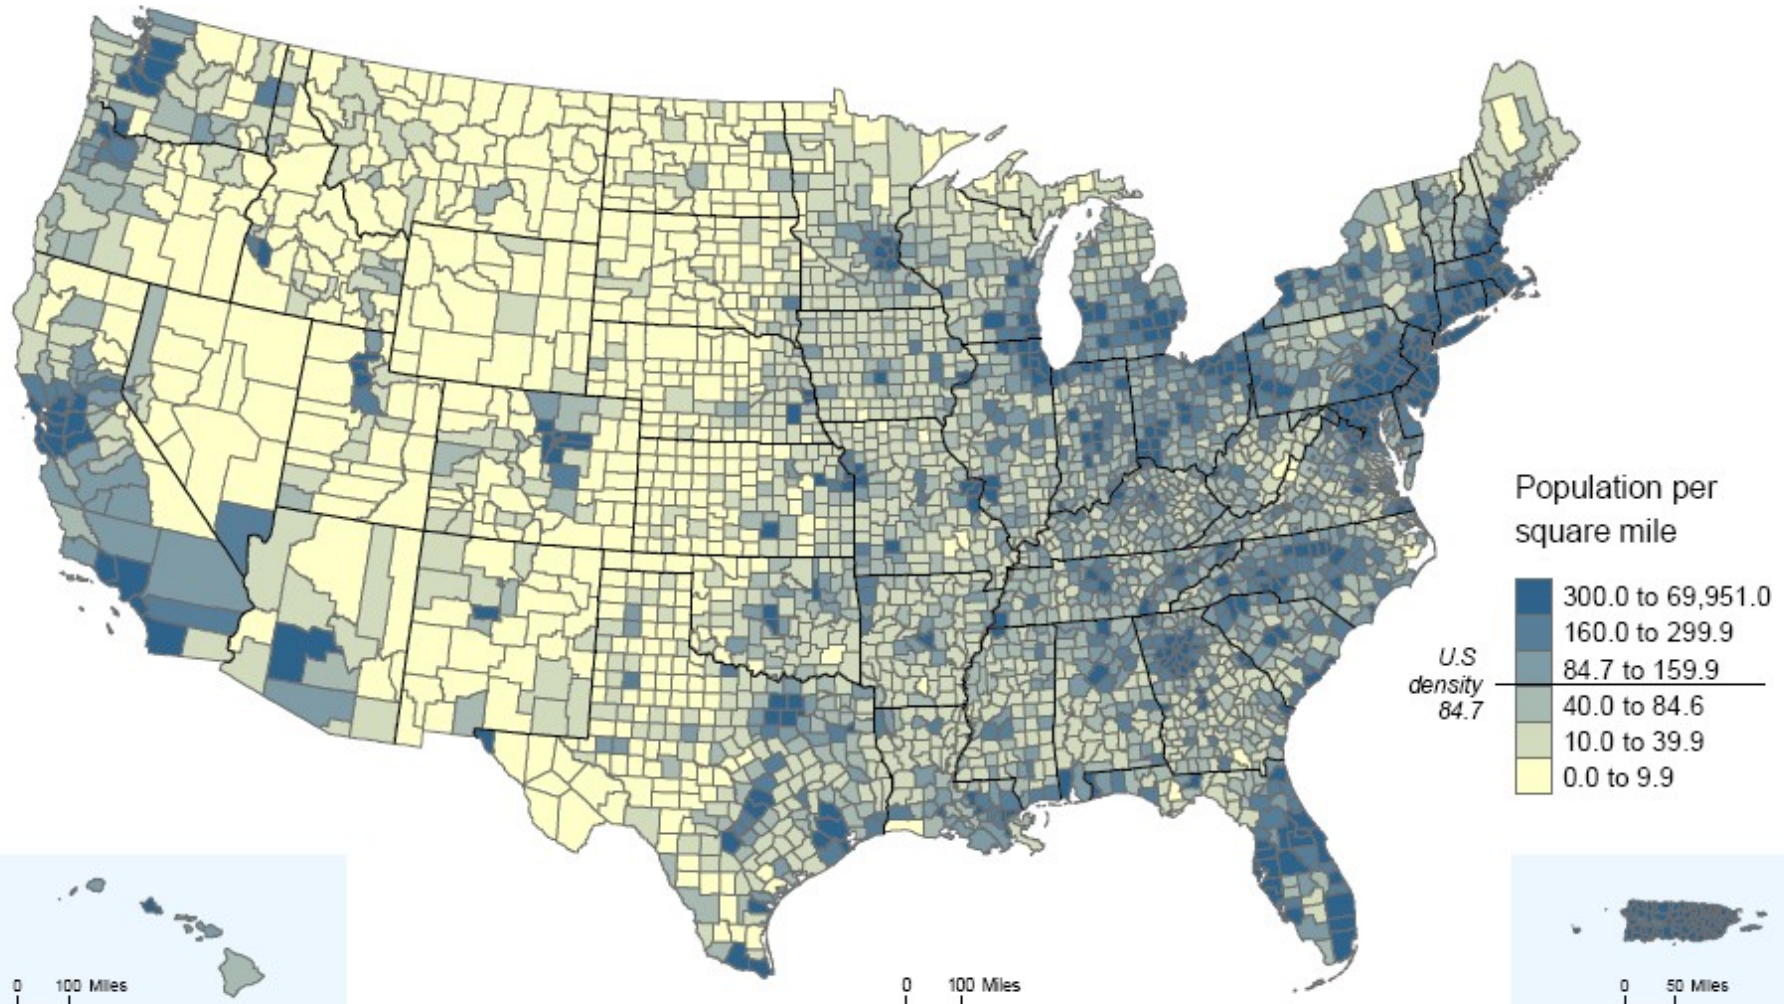 Population per
square mile
300.0 to 69,951.0
160.0 to 299.9
84.7 to 159.9
40.0 to 84.6
10.0 to 39.9
0.0 to 9.9
U.S
density
84.7
0 100 Miles
0 100 Miles
0 50 Miles